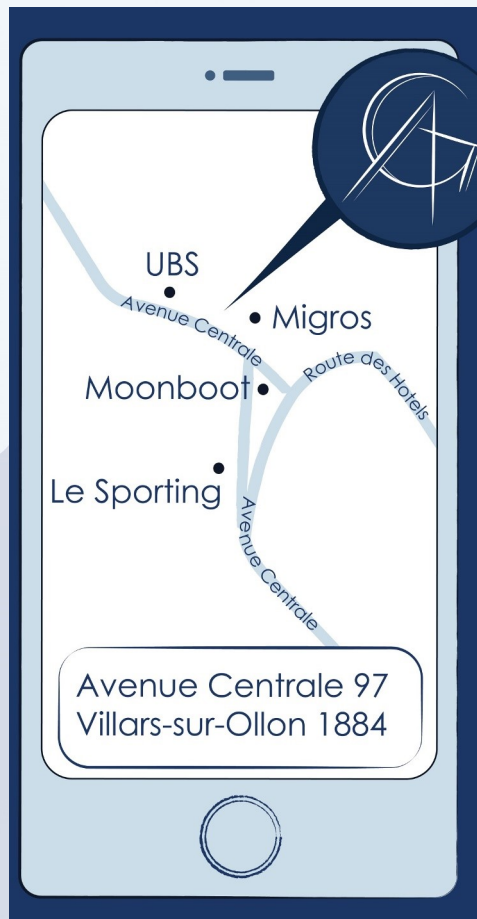 UBS
Avenue Centrale
Migros
Route des Hotels
Moonboot
Le Sporting
Avenue Centrale
Avenue Centrale 97
Villars-sur-Ollon 1884